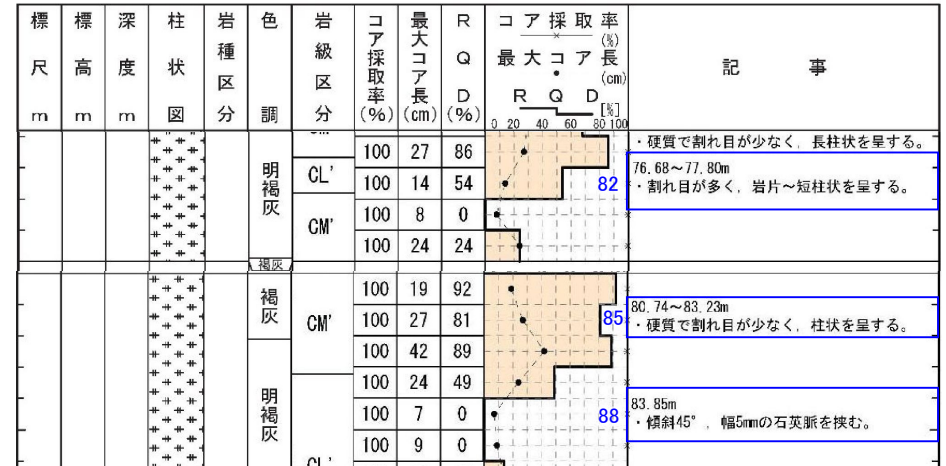 標尺m 標高m 深度m 柱状図 岩種区分 色調 岩級区分 コア採取率(%) 最大コア長(cm) RQD(%) コア採取率(%) 最大コア長(cm) RQD[%] 記事
0 20 40 60 80 100
・硬質で割れ目が少なく，長柱状を呈する。
100 27 86
明褐灰
CL'
76.68～77.80m
100 14 54 82
・割れ目が多く，岩片～短柱状を呈する。
100 8 0
CM'
100 24 24
褐灰
100 19 92
褐灰
80.74～83.23m
CM'
100 27 81 85
・硬質で割れ目が少なく，柱状を呈する。
100 42 89
100 24 49
明褐灰
83.85m
100 7 0 88
・傾斜45°，幅5mmの石英脈を挟む。
100 9 0
CL'